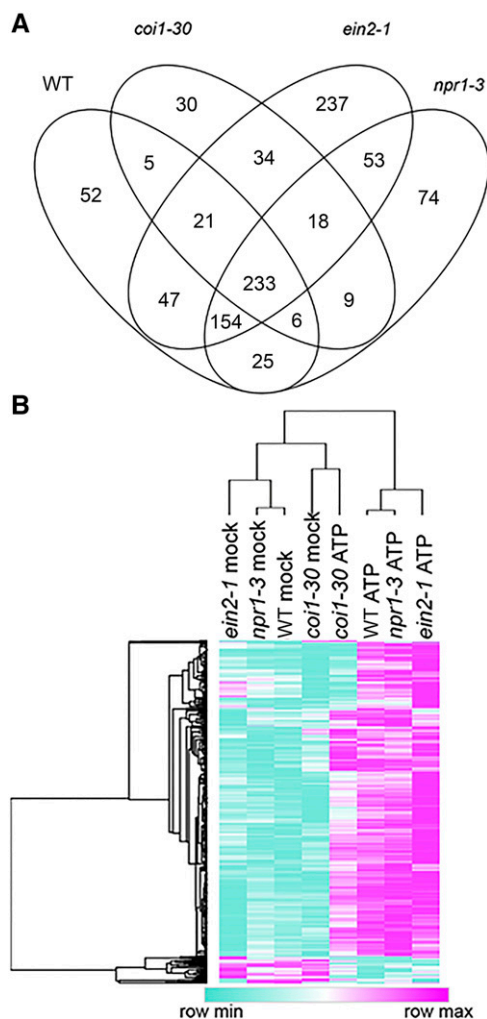 A
coi1-30 ein2-1
WT npr1-3
30 237
5 34 53
52 74
21 18
233
47 9
154 6
25
B
ein2-1 mock
npr1-3 mock
WT mock
coi1-30 mock
coi1-30 ATP
WT ATP
npr1-3 ATP
ein2-1 ATP
row min row max